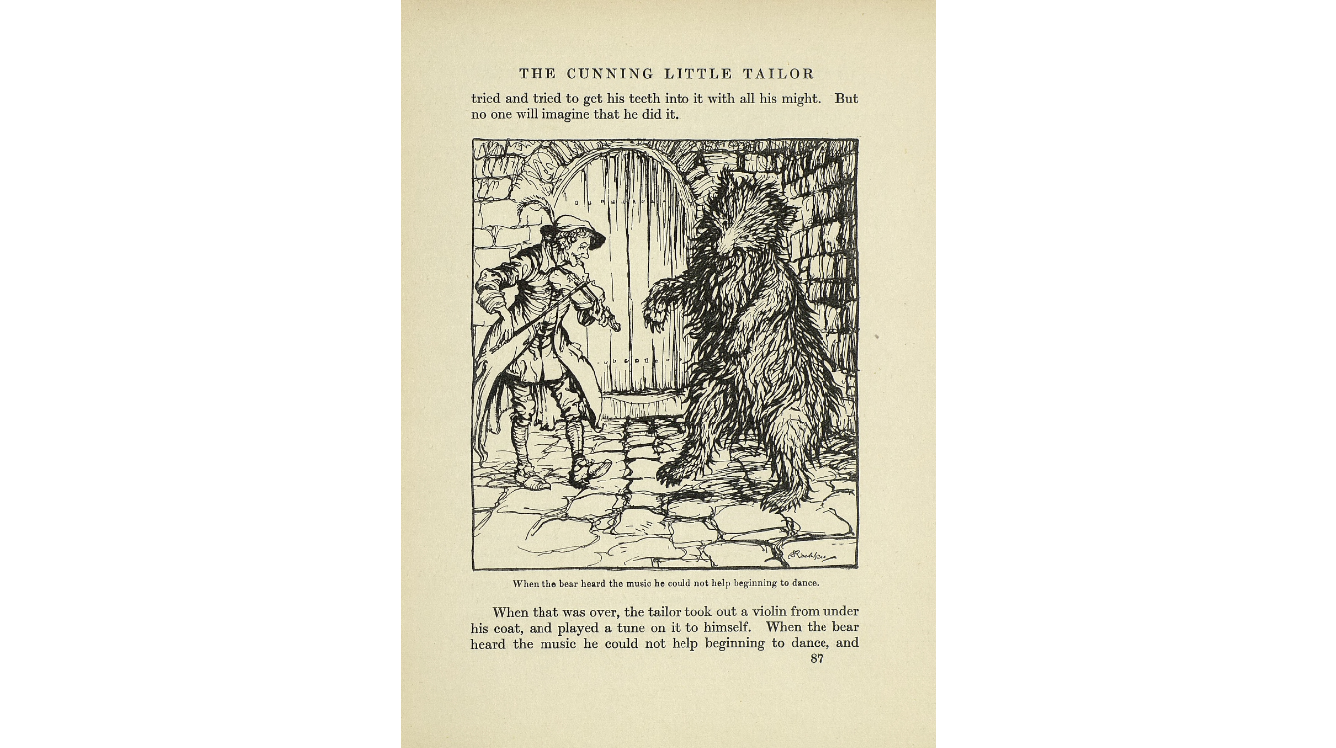 THE CUNNING LITTLE TAILOR
tried and tried to get his teeth into it with all his might. But
no one will imagine that he did it.
When the bear heard the music he could not help beginning to dance.
When that was over, the tailor took out a violin from under
his coat, and played a tune on it to himself. When the bear
heard the music he could not help beginning to dance, and
87